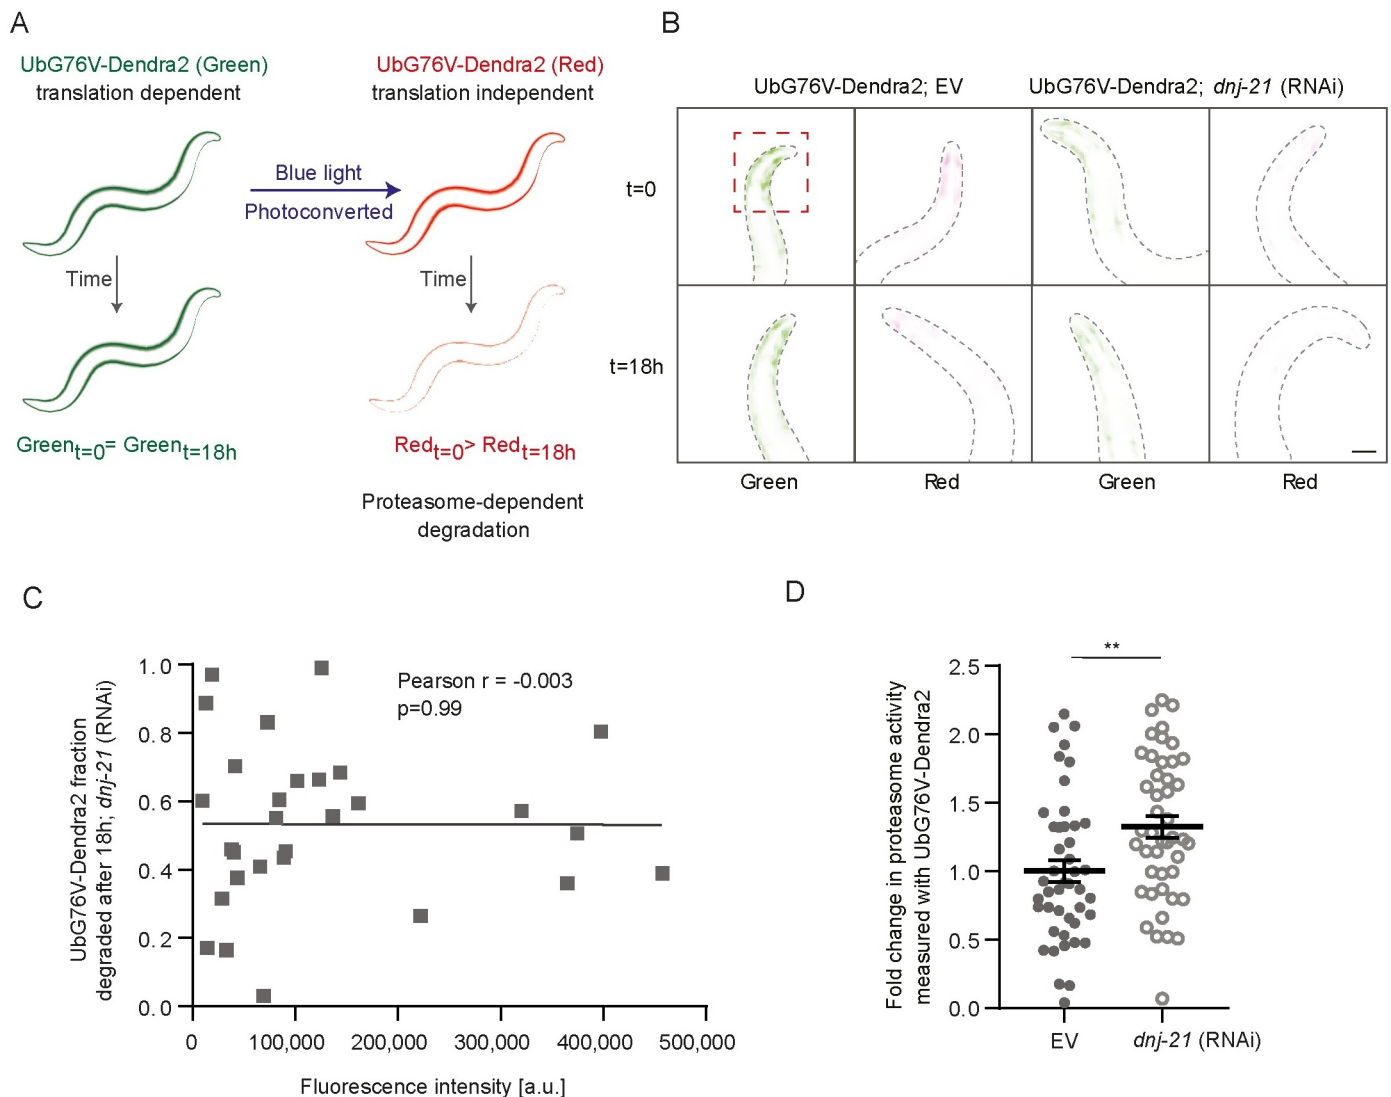 A
UbG76V-Dendra2 (Green)
translation dependent
UbG76V-Dendra2 (Red)
translation independent
Blue light
Photoconverted
Time
Time
Green t=0 = Green t=18h
Red t=0 > Red t=18h
Proteasome-dependent
degradation
B
UbG76V-Dendra2; EV
UbG76V-Dendra2; dnj-21 (RNAi)
t=0
t=18h
Green
Red
Green
Red
C
UbG76V-Dendra2 fraction
degraded after 18h; dnj-21 (RNAi)
1.0
0.8
0.6
0.4
0.2
0.0
Pearson r = -0.003
p=0.99
0
100,000
200,000
300,000
400,000
500,000
Fluorescence intensity [a.u.]
D
Fold change in proteasome activity
measured with UbG76V-Dendra2
2.5
2.0
1.5
1.0
0.5
0.0
**
EV
dnj-21 (RNAi)